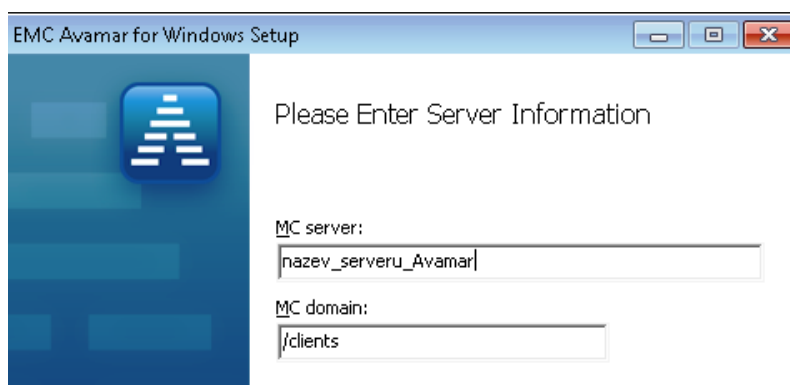 EMC Avamar for Windows Setup
Please Enter Server Information
MC server:
nazev_serveru_Avamar
MC domain:
/clients